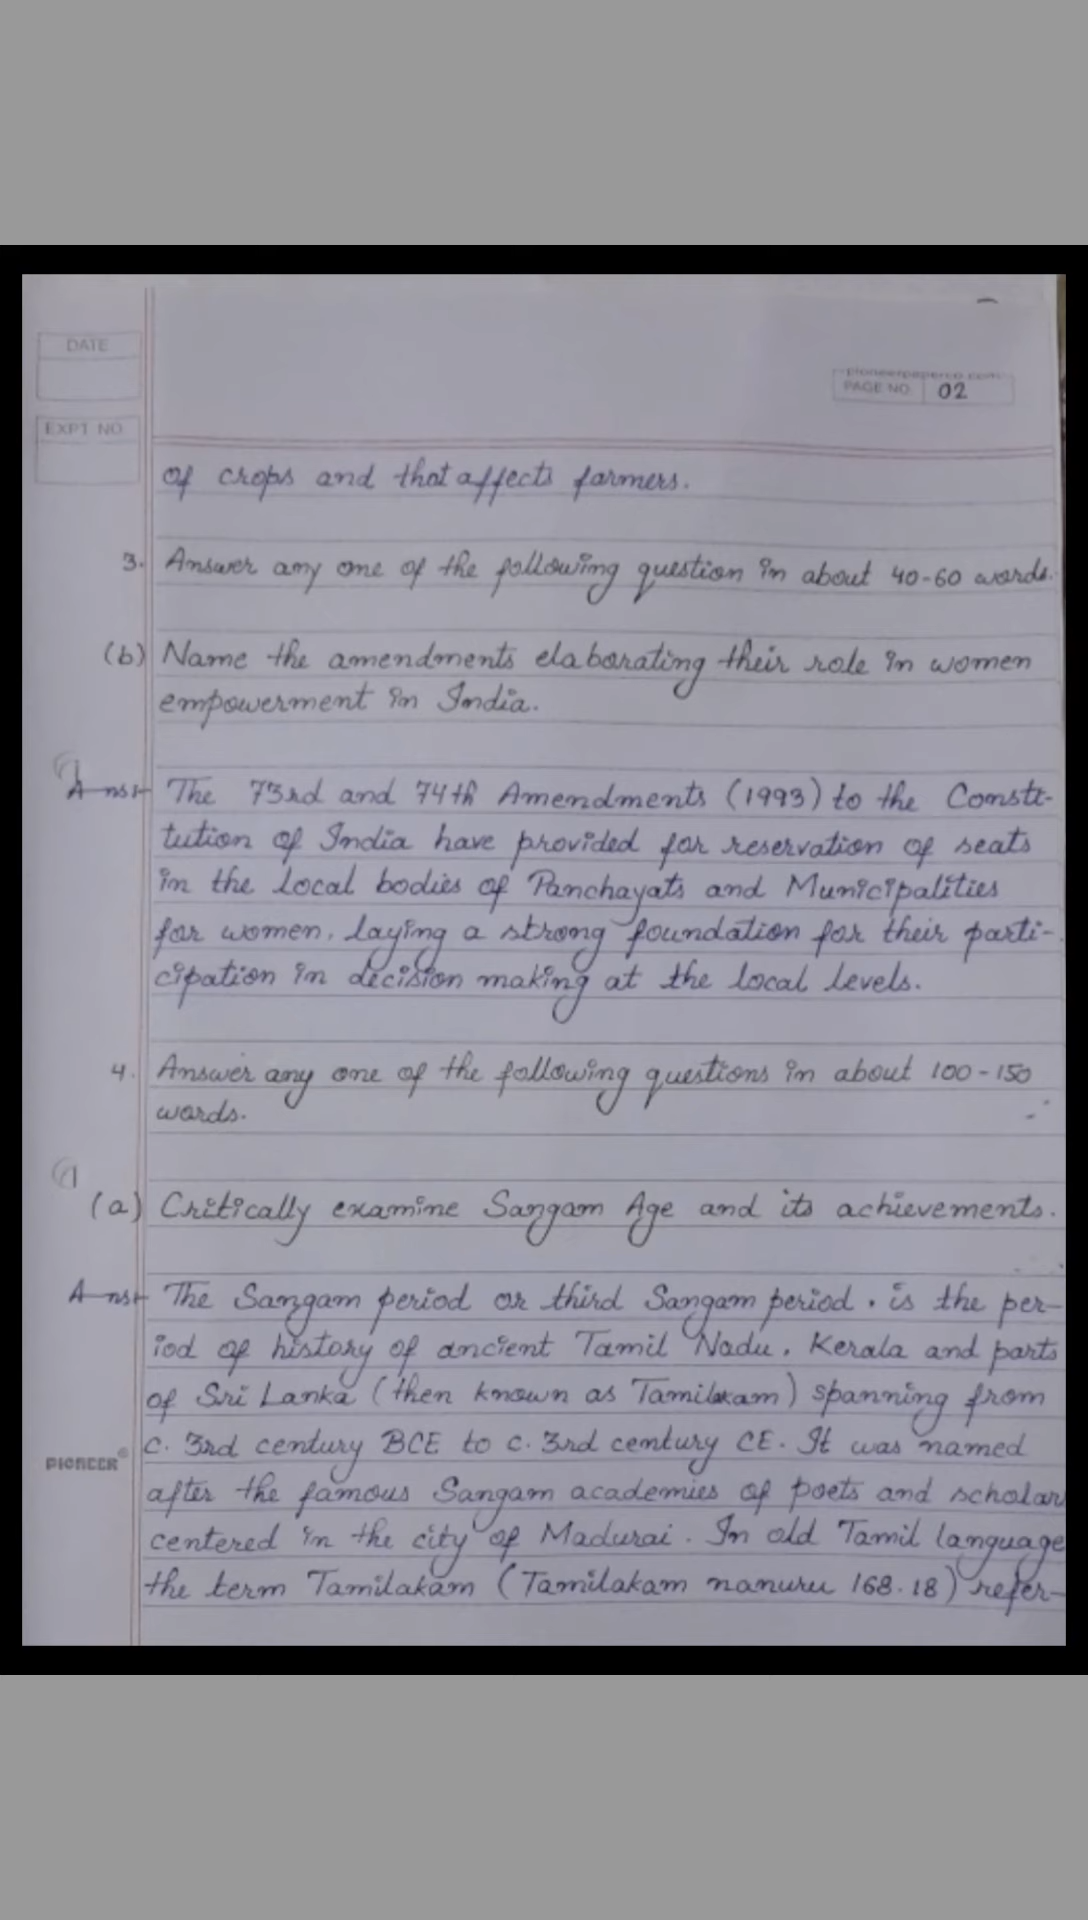 DATE
PAGE NO. 02
EXPT NO.
of crops and that affects farmers.
3. Answer any one of the following question in about 40-60 words.
(b) Name the amendments elaborating their role in women
empowerment in India.
Ans:- The 73rd and 74th Amendments (1993) to the Consti-
tution of India have provided for reservation of seats
in the local bodies of Panchayats and Municipalities
for women, laying a strong foundation for their parti-
cipation in decision making at the local levels.
4. Answer any one of the following questions in about 100-150
words.
(a) Critically examine Sangam Age and its achievements.
Ans:- The Sangam period or third Sangam period, is the per-
iod of history of ancient Tamil Nadu, Kerala and parts
of Sri Lanka (then known as Tamilakam) spanning from
c. 3rd century BCE to c. 3rd century CE. It was named
PIONEER®
after the famous Sangam academies of poets and scholar
centered in the city of Madurai. In old Tamil language
the term Tamilakam (Tamilakam nanuru 168.18) refer-